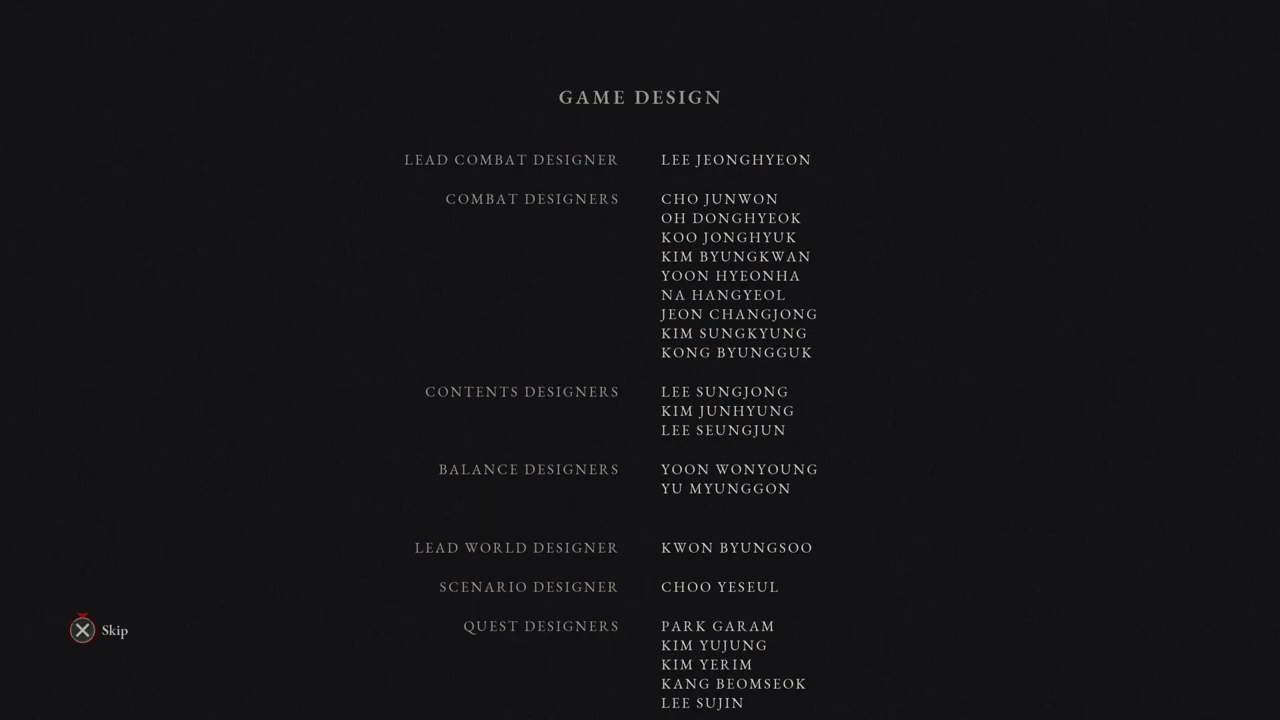 GAME DESIGN
LEAD COMBAT DESIGNER LEE JEONGHYEON
COMBAT DESIGNERS CHO JUNWON
OH DONGHYEOK
KOO JONGHYUK
KIM BYUNGKWAN
YOON HYEONHA
NA HANGYEOL
JEON CHANGJONG
KIM SUNGKYUNG
KONG BYUNGGUK
CONTENTS DESIGNERS LEE SUNGJONG
KIM JUNHYUNG
LEE SEUNGJUN
BALANCE DESIGNERS YOON WONYOUNG
YU MYUNGGON
LEAD WORLD DESIGNER KWON BYUNGSOO
SCENARIO DESIGNER CHOO YESEUL
QUEST DESIGNERS PARK GARAM
Skip
KIM YUJUNG
KIM YERIM
KANG BEOMSEOK
LEE SUJIN